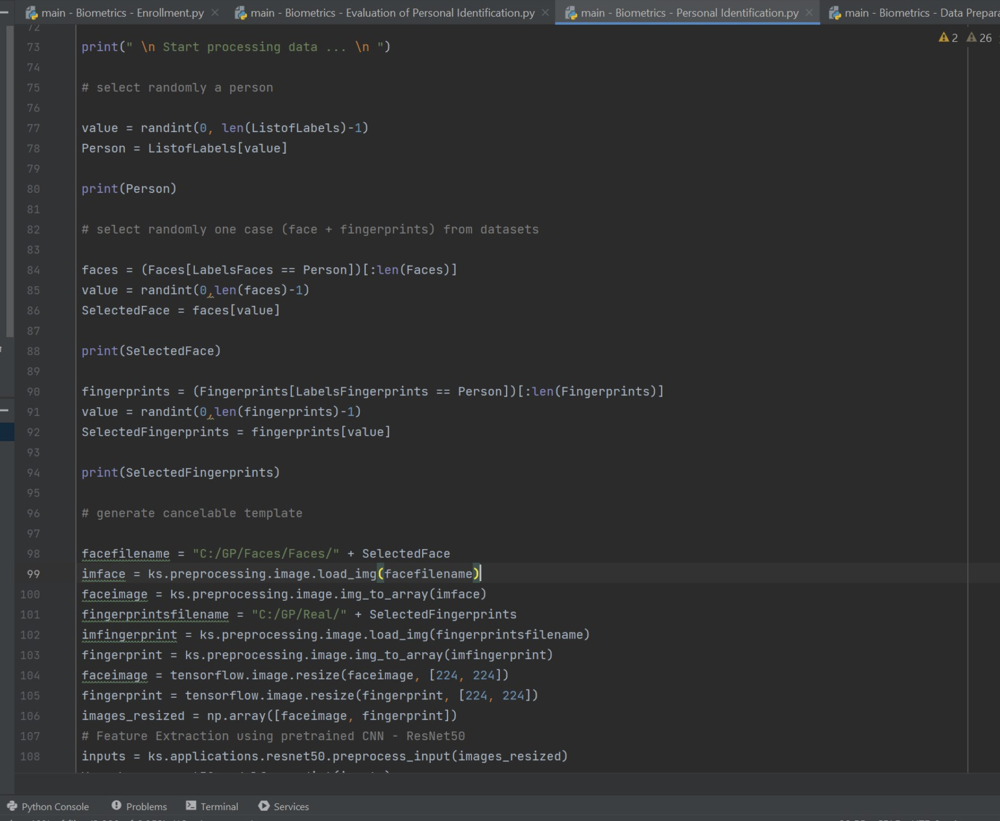 main - Biometrics - Enrollment.py
main - Biometrics - Evaluation of Personal Identification.py
main - Biometrics - Personal Identification.py
main - Biometrics - Data
2 26
72
73 print(" \n Start processing data ... \n ")
74
75 # select randomly a person
76
77 value = randint(0, len(ListofLabels)-1)
78 Person = ListofLabels[value]
79
80 print(Person)
81
82 # select randomly one case (face + fingerprints) from datasets
83
84 faces = (Faces[LabelsFaces == Person])[:len(Faces)]
85 value = randint(0,len(faces)-1)
86 SelectedFace = faces[value]
87
88 print(SelectedFace)
89
90 fingerprints = (Fingerprints[LabelsFingerprints == Person])[:len(Fingerprints)]
91 value = randint(0,len(fingerprints)-1)
92 SelectedFingerprints = fingerprints[value]
93
94 print(SelectedFingerprints)
95
96 # generate cancelable template
97
98 facefilename = "C:/GP/Faces/Faces/" + SelectedFace
99 imface = ks.preprocessing.image.load_img(facefilename)
100 faceimage = ks.preprocessing.image.img_to_array(imface)
101 fingerprintsfilename = "C:/GP/Real/" + SelectedFingerprints
102 imfingerprint = ks.preprocessing.image.load_img(fingerprintsfilename)
103 fingerprint = ks.preprocessing.image.img_to_array(imfingerprint)
104 faceimage = tensorflow.image.resize(faceimage, [224, 224])
105 fingerprint = tensorflow.image.resize(fingerprint, [224, 224])
106 images_resized = np.array([faceimage, fingerprint])
107 # Feature Extraction using pretrained CNN - ResNet50
108 inputs = ks.applications.resnet50.preprocess_input(images_resized)
Python Console Problems Terminal Services